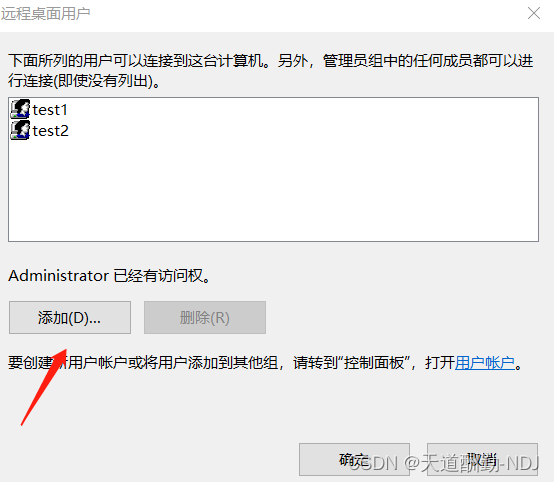 远程桌面用户
下面所列的用户可以连接到这台计算机。另外，管理员组中的任何成员都可以进
行连接(即使没有列出)。
test1
test2
Administrator 已经有访问权。
添加(D)... 删除(R)
要创建新用户帐户或将用户添加到其他组，请转到“控制面板”，打开用户帐户。
确定 取消
CSDN @天道酬勤-NDJ